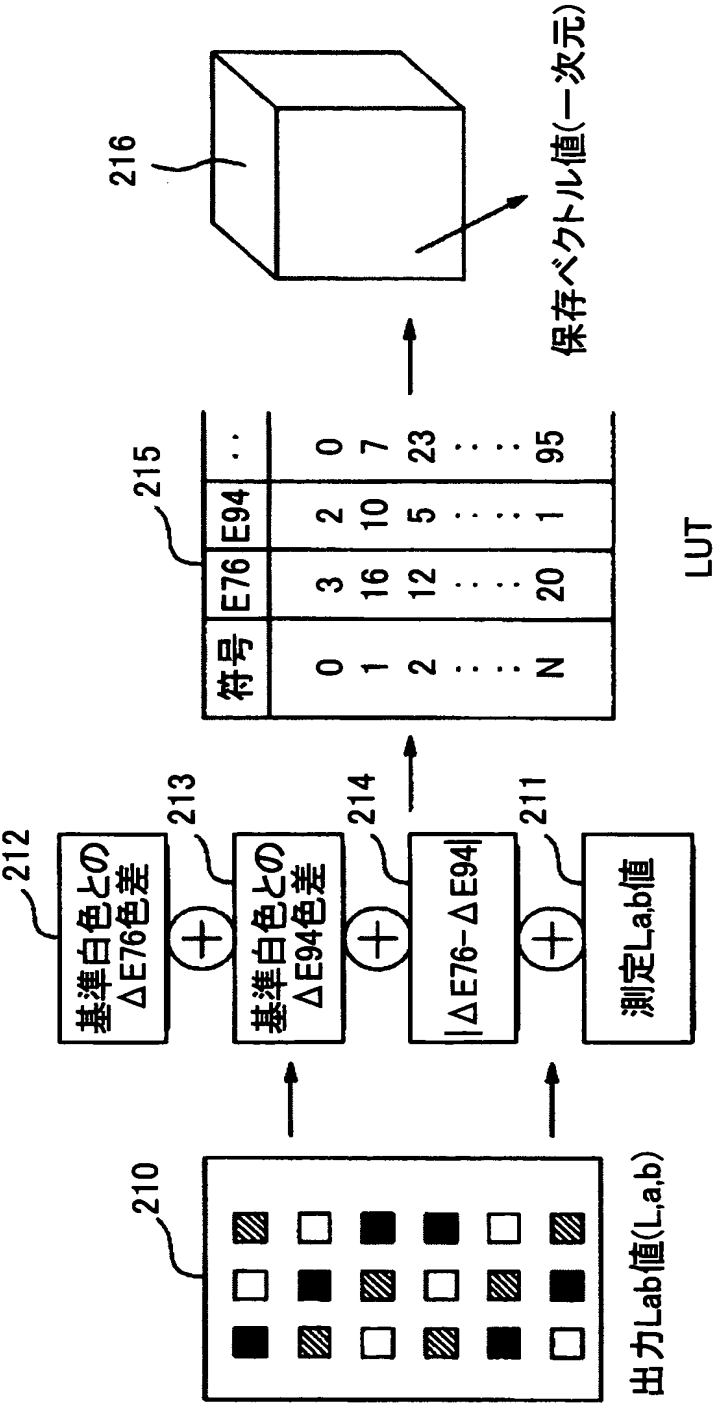 210
出力Lab値(L,a,b)
212
基準白色との
ΔE76色差
213
基準白色との
ΔE94色差
214
|ΔE76-ΔE94|
211
測定L,a,b値
215
符号 E76 E94 ‥
0 3 2 0
1 16 10 7
2 12 5 23
: : : :
: : : :
N 20 1 95
LUT
216
保存ベクトル値(一次元)